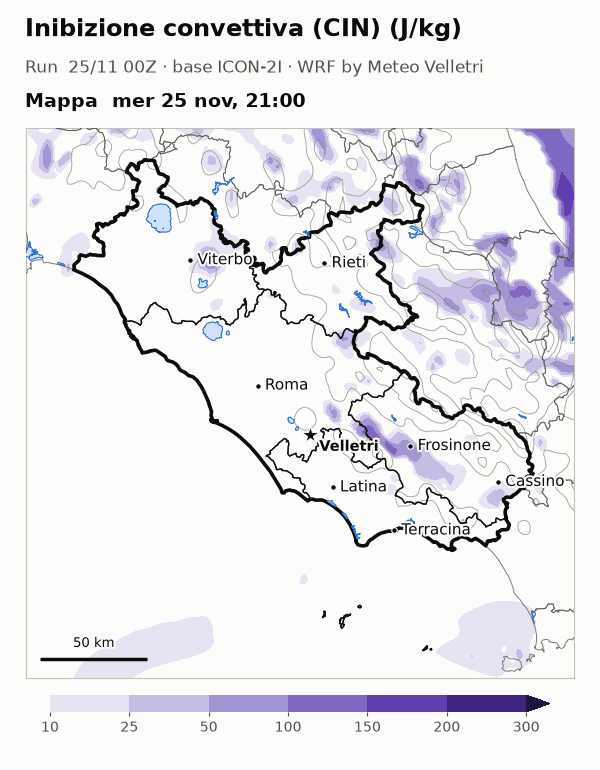 Inibizione convettiva (CIN) (J/kg)
Run  25/11 00Z · base ICON-2I · WRF by Meteo Velletri
Mappa  mer 25 nov, 21:00
Viterbo
Rieti
Roma
Velletri
Frosinone
Latina
Cassino
Terracina
50 km
10 25 50 100 150 200 300